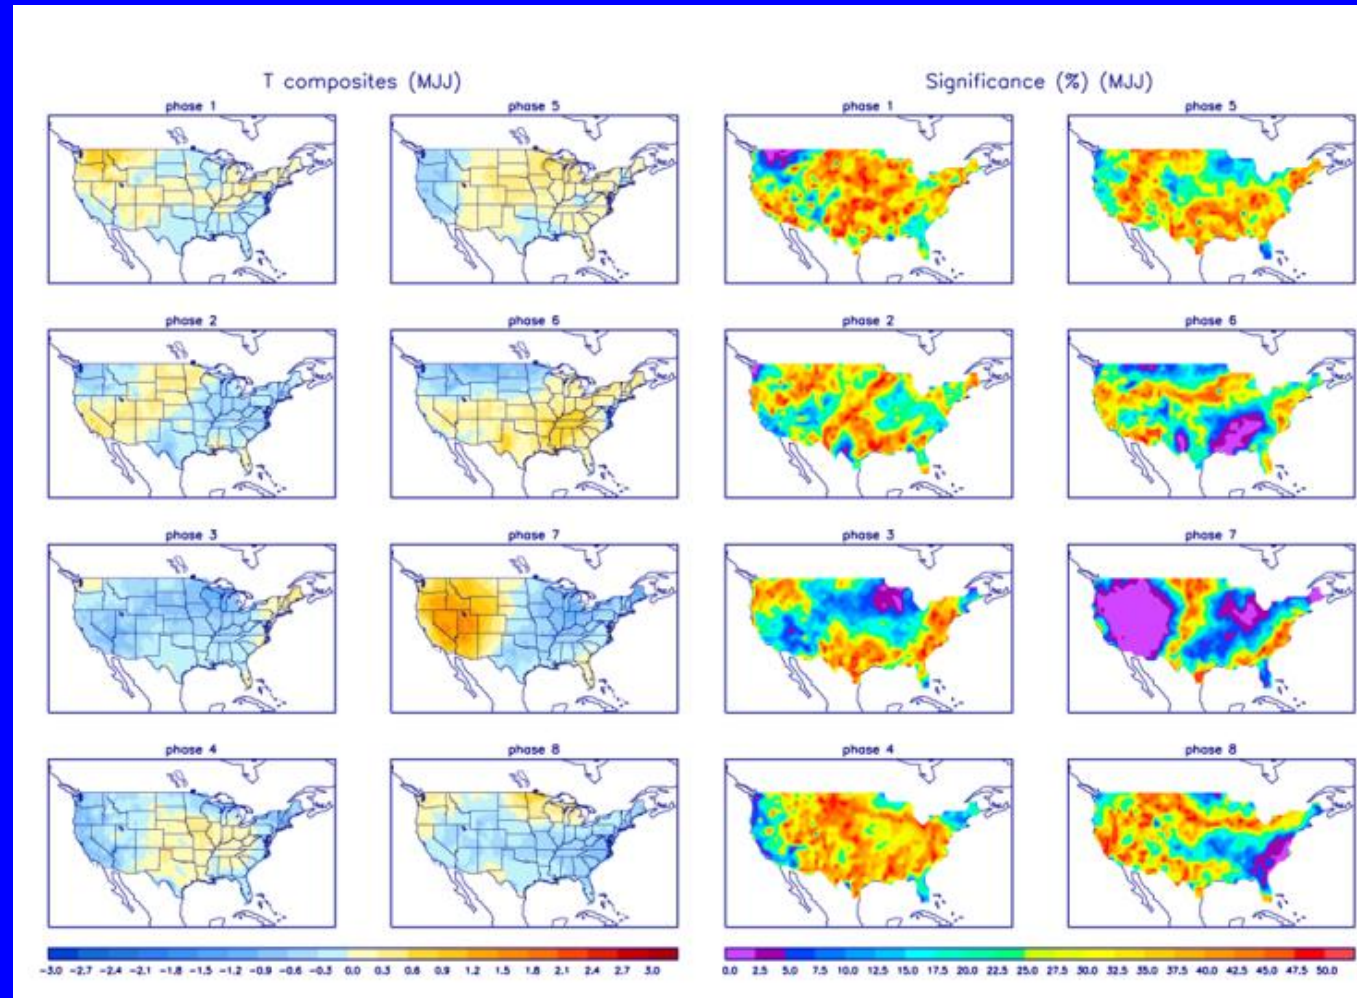 T composites (MJJ) Significance (%) (MJJ)
phase 1 phase 5 phase 1 phase 5
phase 2 phase 6 phase 2 phase 6
phase 3 phase 7 phase 3 phase 7
phase 4 phase 8 phase 4 phase 8
-3.0 -2.7 -2.4 -2.1 -1.8 -1.5 -1.2 -0.9 -0.6 -0.3 0.0 0.3 0.6 0.9 1.2 1.5 1.8 2.1 2.4 2.7 3.0 0.0 2.5 5.0 7.5 10.0 12.5 15.0 17.5 20.0 22.5 25.0 27.5 30.0 32.5 35.0 37.5 40.0 42.5 45.0 47.5 50.0